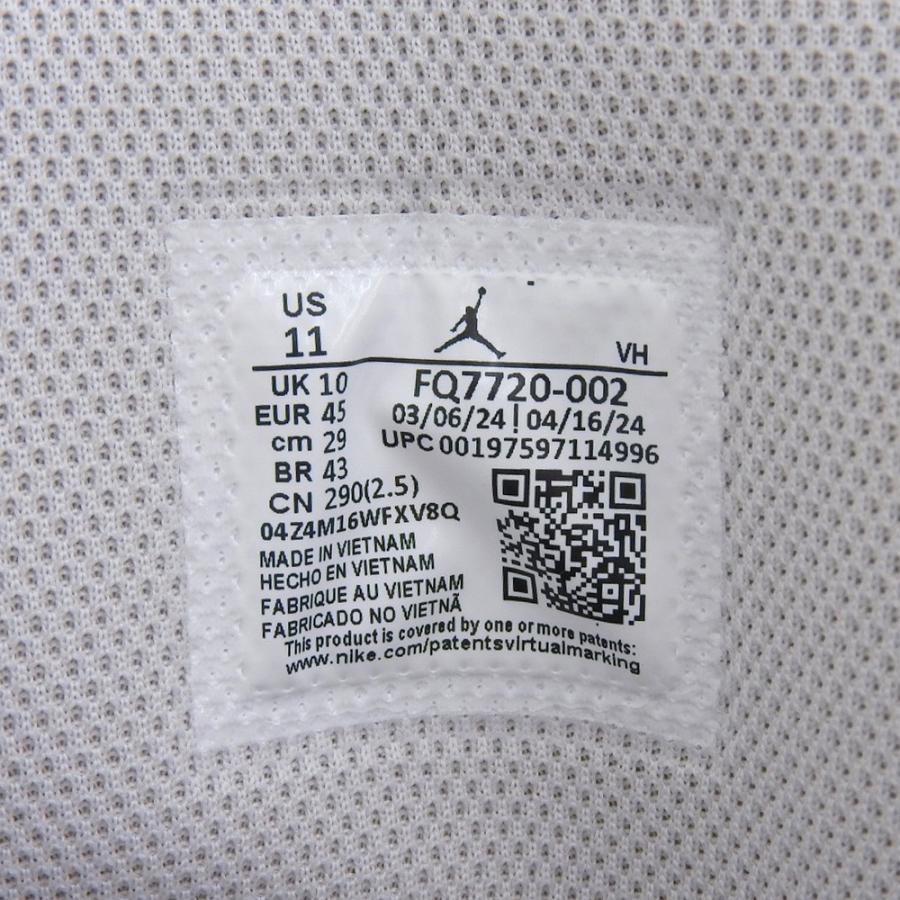 US
11
VH
UK 10
EUR 45
cm 29
BR 43
CN 290(2.5)
FQ7720-002
03/06/24 | 04/16/24
UPC 00197597114996
04Z4M16WFXV8Q
MADE IN VIETNAM
HECHO EN VIETNAM
FABRIQUE AU VIETNAM
FABRICADO NO VIETNÃ
This product is covered by one or more patents:
www.nike.com/patentsvirtualmarking